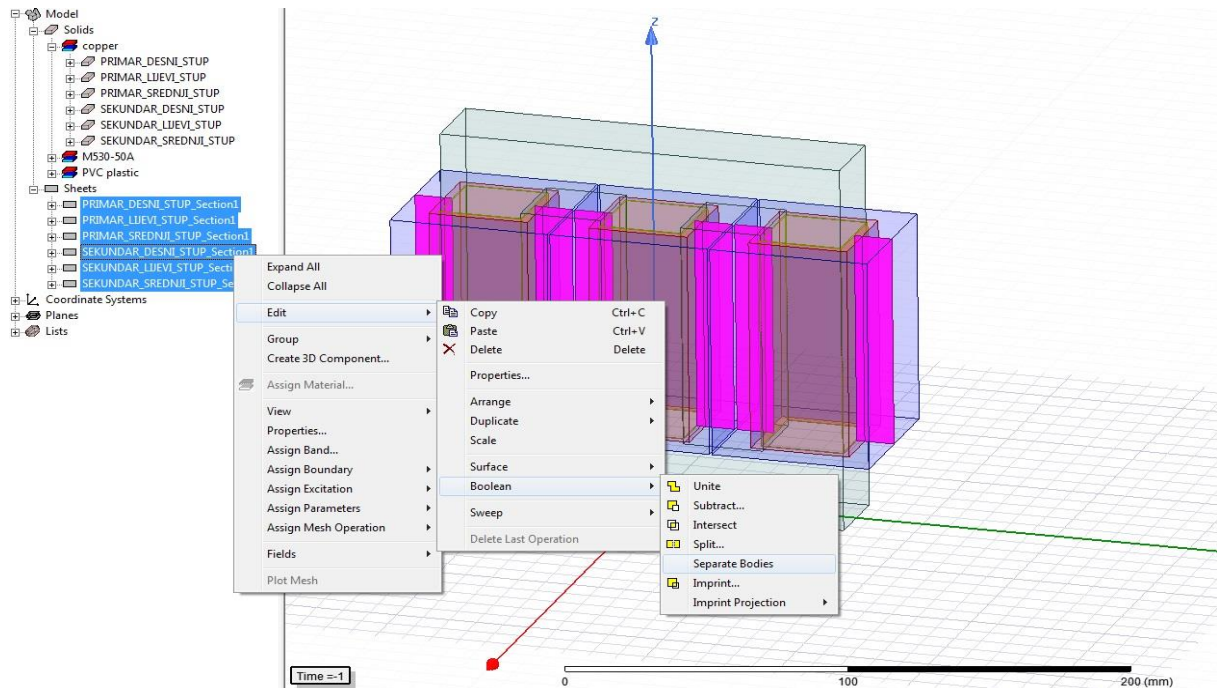 Model
Solids
copper
PRIMAR_DESNI_STUP
PRIMAR_LIJEVI_STUP
PRIMAR_SREDNJI_STUP
SEKUNDAR_DESNI_STUP
SEKUNDAR_LIJEVI_STUP
SEKUNDAR_SREDNJI_STUP
M530-50A
PVC plastic
Sheets
PRIMAR_DESNI_STUP_Section1
PRIMAR_LIJEVI_STUP_Section1
PRIMAR_SREDNJI_STUP_Section1
SEKUNDAR_DESNI_STUP_Section1
SEKUNDAR_LIJEVI_STUP_Secti
SEKUNDAR_SREDNJI_STUP_Se
Coordinate Systems
Planes
Lists
Expand All
Collapse All
Edit
Group
Create 3D Component...
Assign Material...
View
Properties...
Assign Band...
Assign Boundary
Assign Excitation
Assign Parameters
Assign Mesh Operation
Fields
Plot Mesh
Copy Ctrl+C
Paste Ctrl+V
Delete Delete
Properties...
Arrange
Duplicate
Scale
Surface
Boolean
Sweep
Delete Last Operation
Unite
Subtract...
Intersect
Split...
Separate Bodies
Imprint...
Imprint Projection
Z
Time =-1
0 100 200 (mm)